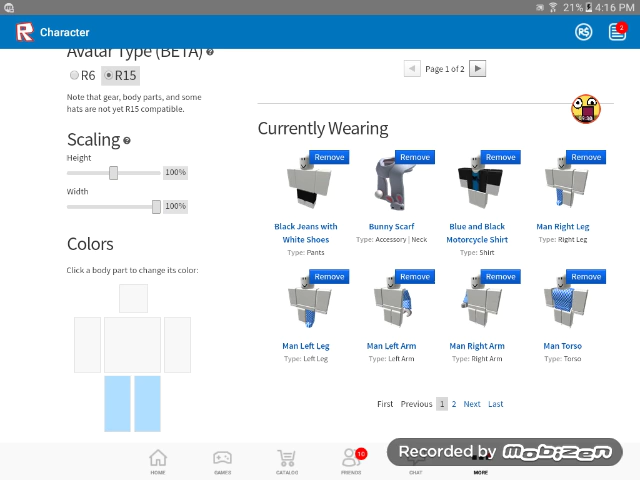 21% 4:16 PM
R Character R$ 2
Avatar Type (BETA) ?
R6 R15
Note that gear, body parts, and some
hats are not yet R15 compatible.
Scaling ?
Height
100%
Width
100%
Colors
Click a body part to change its color:
Page 1 of 2
Currently Wearing
Remove Remove Remove Remove
Black Jeans with
White Shoes
Type: Pants
Bunny Scarf
Type: Accessory | Neck
Blue and Black
Motorcycle Shirt
Type: Shirt
Man Right Leg
Type: Right Leg
Remove Remove Remove Remove
Man Left Leg
Type: Left Leg
Man Left Arm
Type: Left Arm
Man Right Arm
Type: Right Arm
Man Torso
Type: Torso
First Previous 1 2 Next Last
HOME GAMES CATALOG FRIENDS 10 CHAT MORE
Recorded by mobizen